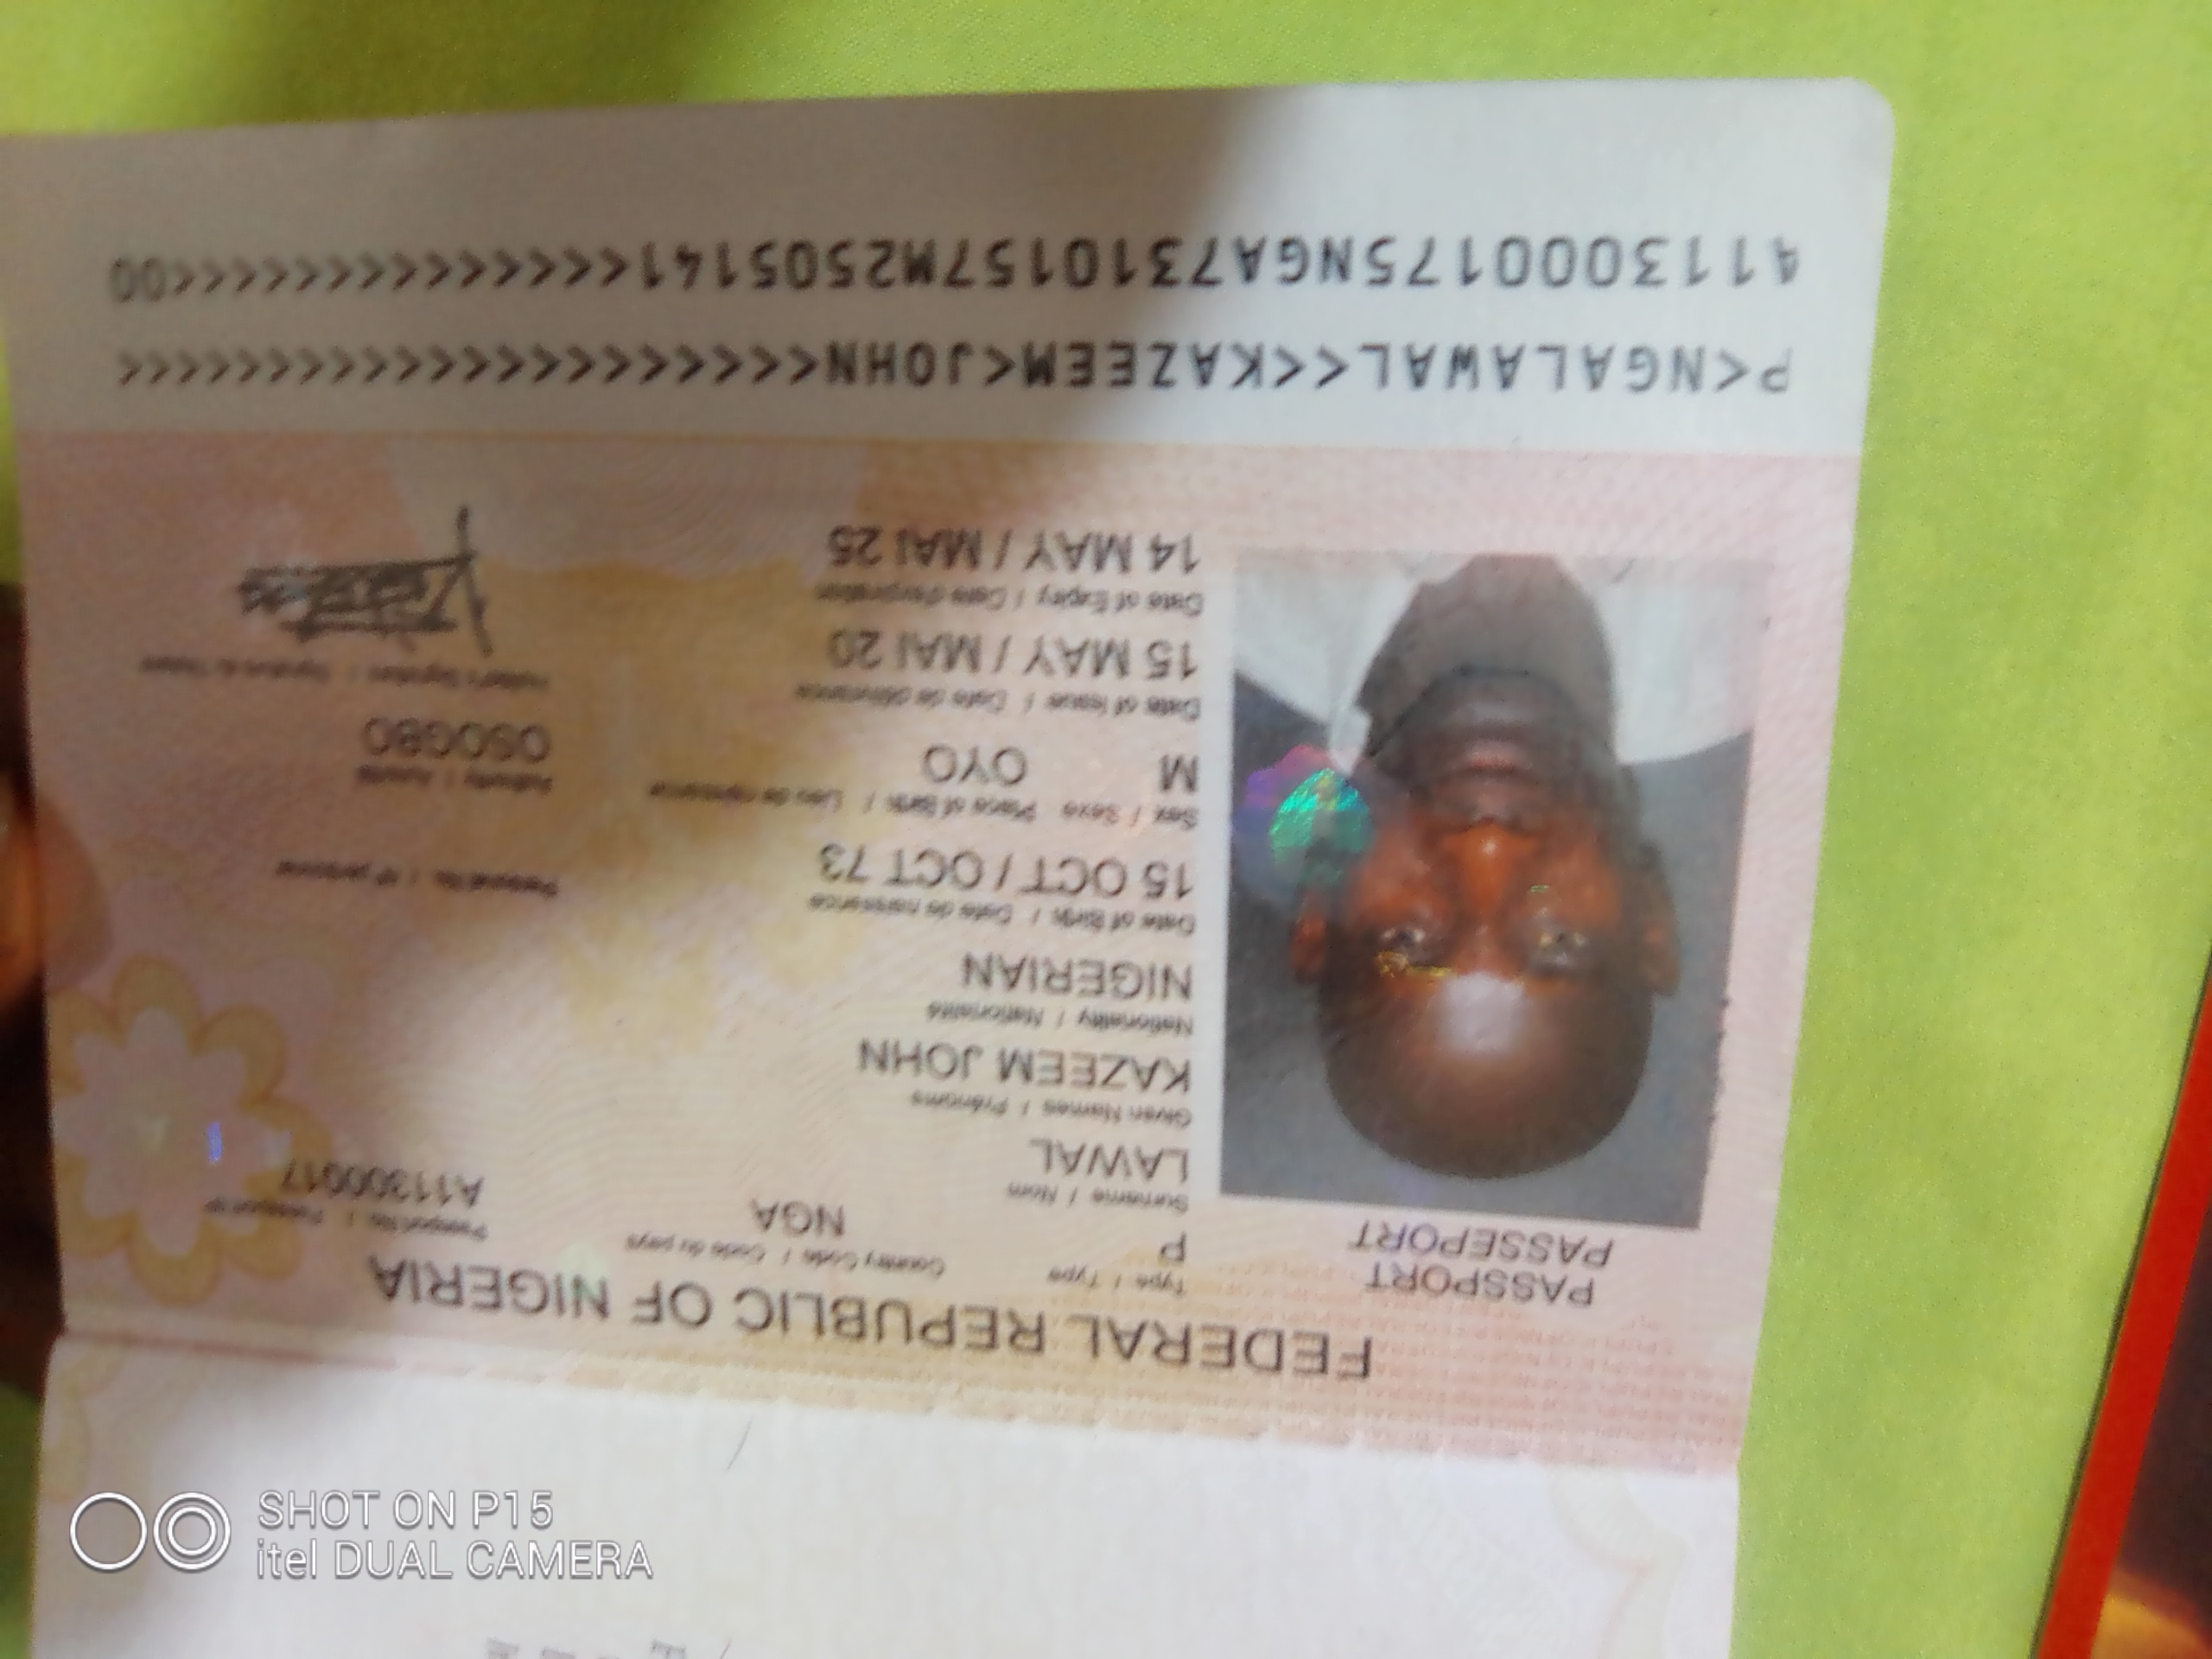 FEDERAL REPUBLIC OF NIGERIA
PASSPORT
PASSEPORT
Type / Type
P
Country Code / Code du pays
NGA
Passport No. / Passeport N°
A11300017
Surname / Nom
LAWAL
Given Names / Prénoms
KAZEEM JOHN
Nationality / Nationalité
NIGERIAN
Date of Birth / Date de naissance
15 OCT / OCT 73
Personal No. / N° personnel
Sex / Sexe
M
Place of Birth / Lieu de naissance
OYO
Authority / Autorité
OSOGBO
Date of Issue / Date de délivrance
15 MAY / MAI 20
Holder's Signature / Signature du Titulaire
Date of Expiry / Date d'expiration
14 MAY / MAI 25
P<NGALAWAL<<KAZEEM<JOHN<<<<<<<<<<<<<<<<<<<<<
A113000175NGA7310157M2505141<<<<<<<<<<<<<<00
SHOT ON P15
itel DUAL CAMERA